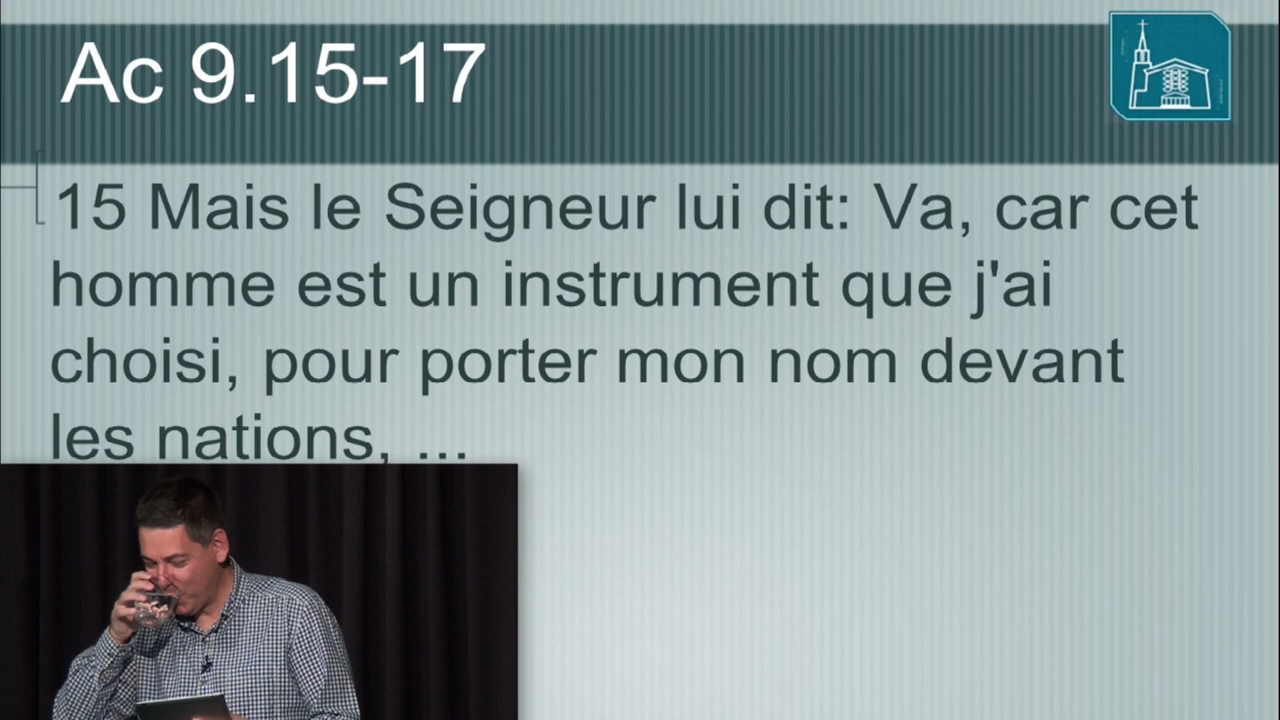 Ac 9.15-17
15 Mais le Seigneur lui dit: Va, car cet
homme est un instrument que j'ai
choisi, pour porter mon nom devant
les nations, ...